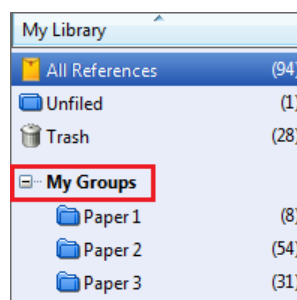 My Library
All References (94)
Unfiled (1)
Trash (28)
My Groups
Paper 1 (8)
Paper 2 (54)
Paper 3 (31)